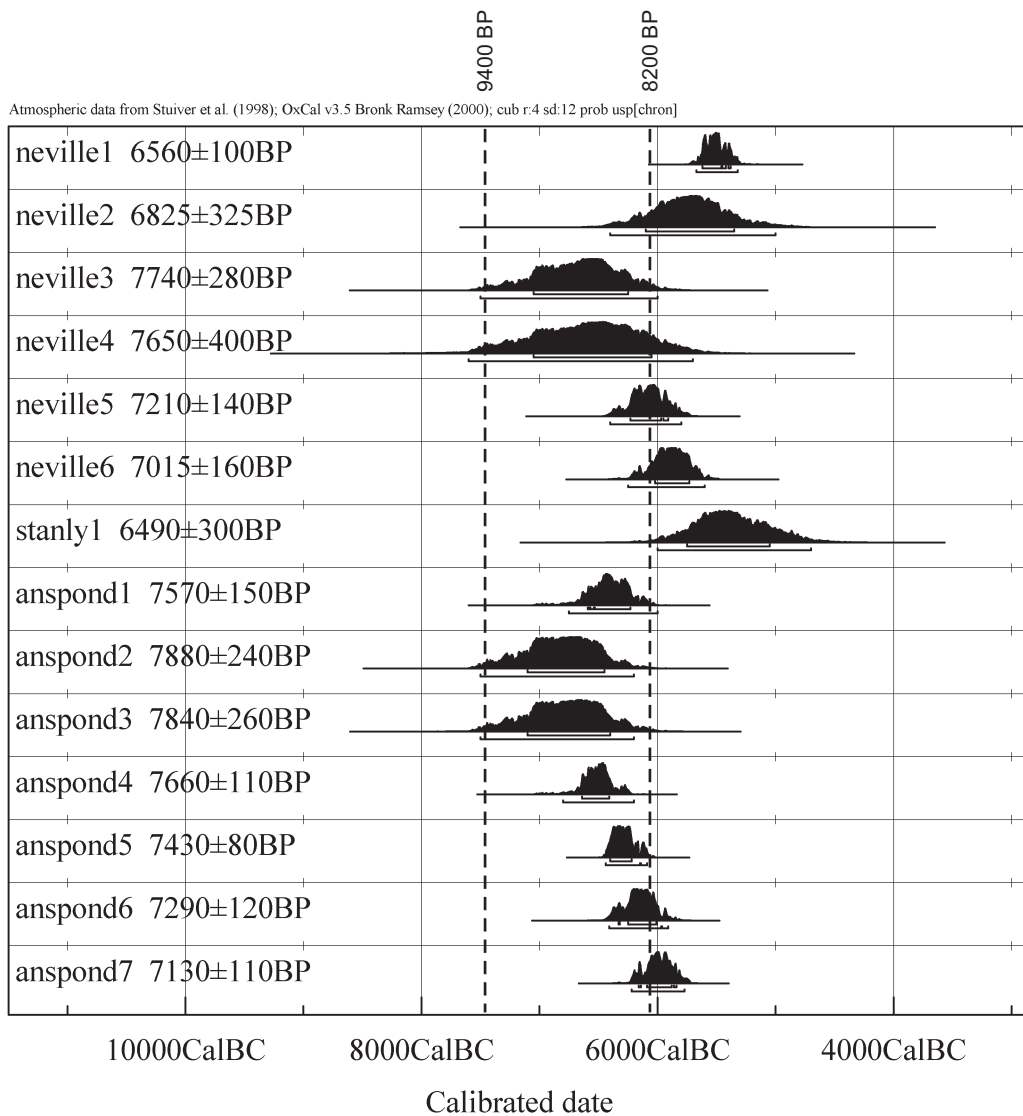 9400 BP
8200 BP
Atmospheric data from Stuiver et al. (1998); OxCal v3.5 Bronk Ramsey (2000); cub r:4 sd:12 prob usp[chron]
neville1 6560±100BP
neville2 6825±325BP
neville3 7740±280BP
neville4 7650±400BP
neville5 7210±140BP
neville6 7015±160BP
stanly1 6490±300BP
anspond1 7570±150BP
anspond2 7880±240BP
anspond3 7840±260BP
anspond4 7660±110BP
anspond5 7430±80BP
anspond6 7290±120BP
anspond7 7130±110BP
10000CalBC 8000CalBC 6000CalBC 4000CalBC
Calibrated date